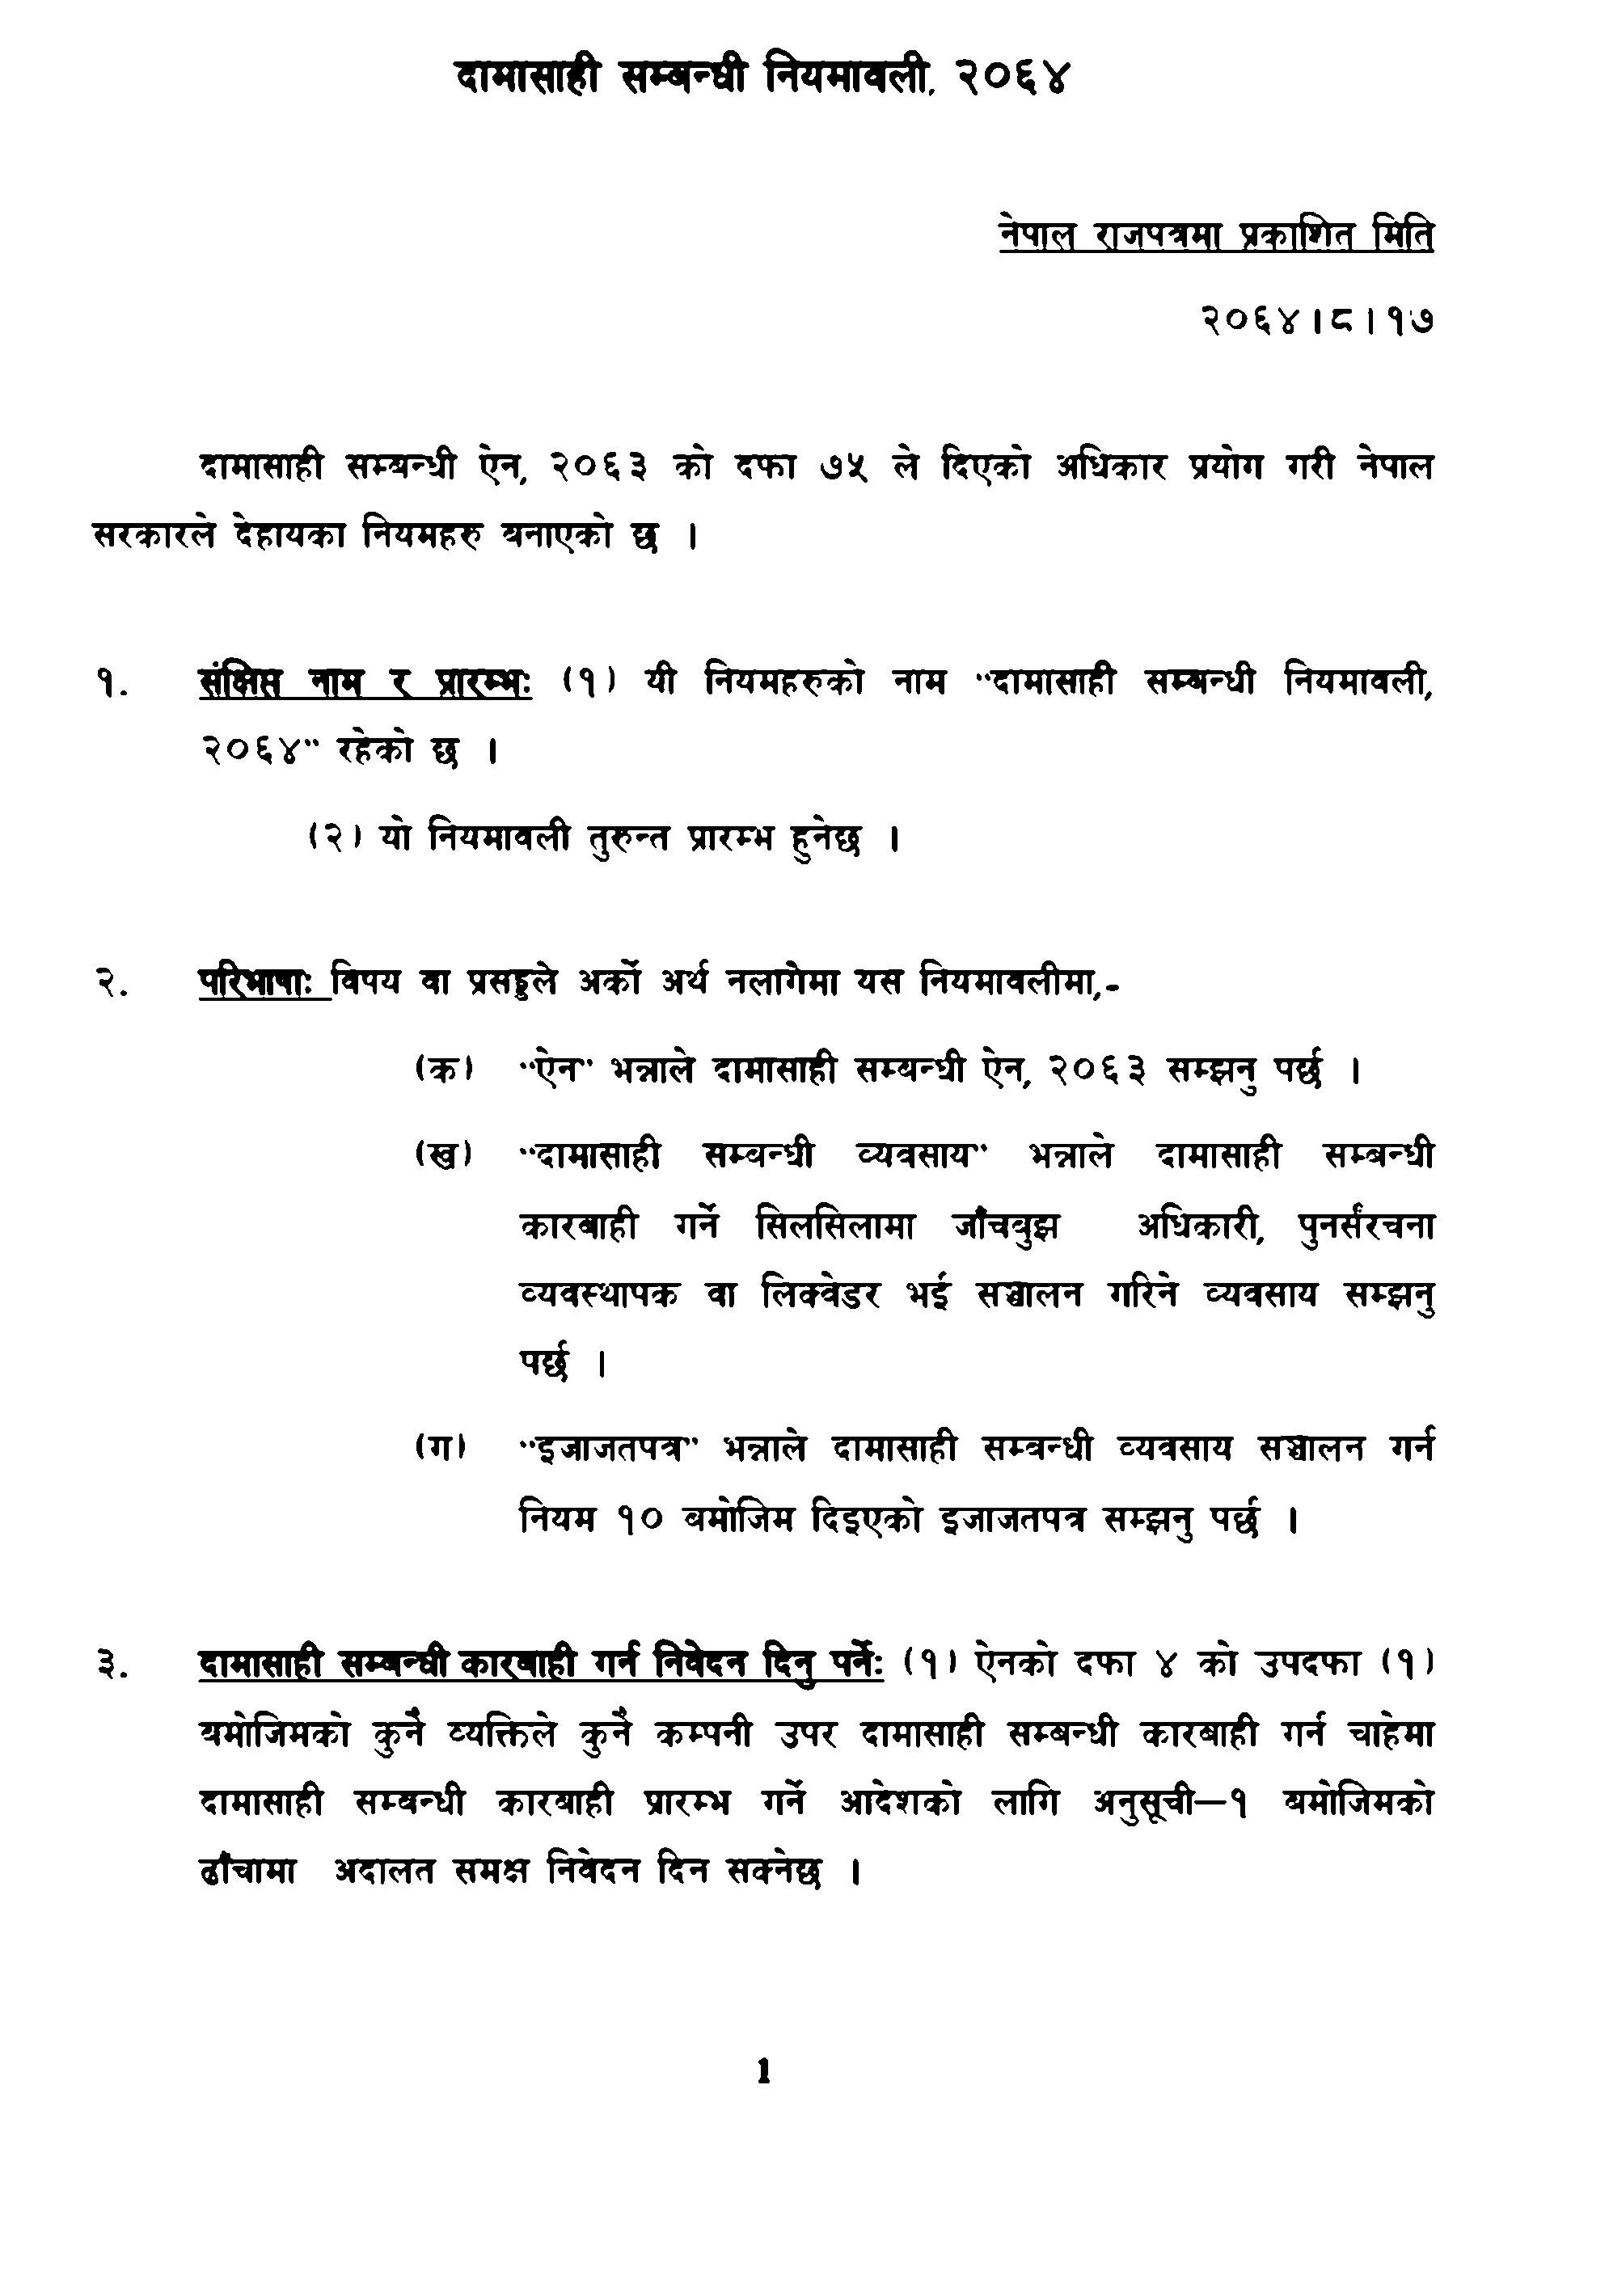 दामासाही सम्बन्धी नियमावली, २०६४
नेपाल राजपत्रमा प्रकाशित मिति
२०६४।८।१७
दामासाही सम्बन्धी ऐन, २०६३ को दफा ७५ ले दिएको अधिकार प्रयोग गरी नेपाल
सरकारले देहायका नियमहरु बनाएको छ ।
१. संक्षिप्त नाम र प्रारम्भः (१) यी नियमहरुको नाम "दामासाही सम्बन्धी नियमावली,
२०६४" रहेको छ ।
(२) यो नियमावली तुरुन्त प्रारम्भ हुनेछ ।
२. परिभाषाः विषय वा प्रसङ्गले अर्को अर्थ नलागेमा यस नियमावलीमा,-
(क) "ऐन" भन्नाले दामासाही सम्बन्धी ऐन, २०६३ सम्झनु पर्छ ।
(ख) "दामासाही सम्बन्धी व्यवसाय" भन्नाले दामासाही सम्बन्धी
कारबाही गर्ने सिलसिलामा जाँचबुझ अधिकारी, पुनर्संरचना
व्यवस्थापक वा लिक्वेडर भई सञ्चालन गरिने व्यवसाय सम्झनु
पर्छ ।
(ग) "इजाजतपत्र" भन्नाले दामासाही सम्बन्धी व्यवसाय सञ्चालन गर्न
नियम १० बमोजिम दिइएको इजाजतपत्र सम्झनु पर्छ ।
३. दामासाही सम्बन्धी कारबाही गर्न निवेदन दिनु पर्नेः (१) ऐनको दफा ४ को उपदफा (१)
बमोजिमको कुनै व्यक्तिले कुनै कम्पनी उपर दामासाही सम्बन्धी कारबाही गर्न चाहेमा
दामासाही सम्बन्धी कारबाही प्रारम्भ गर्ने आदेशको लागि अनुसूची–१ बमोजिमको
ढाँचामा अदालत समक्ष निवेदन दिन सक्नेछ ।
1